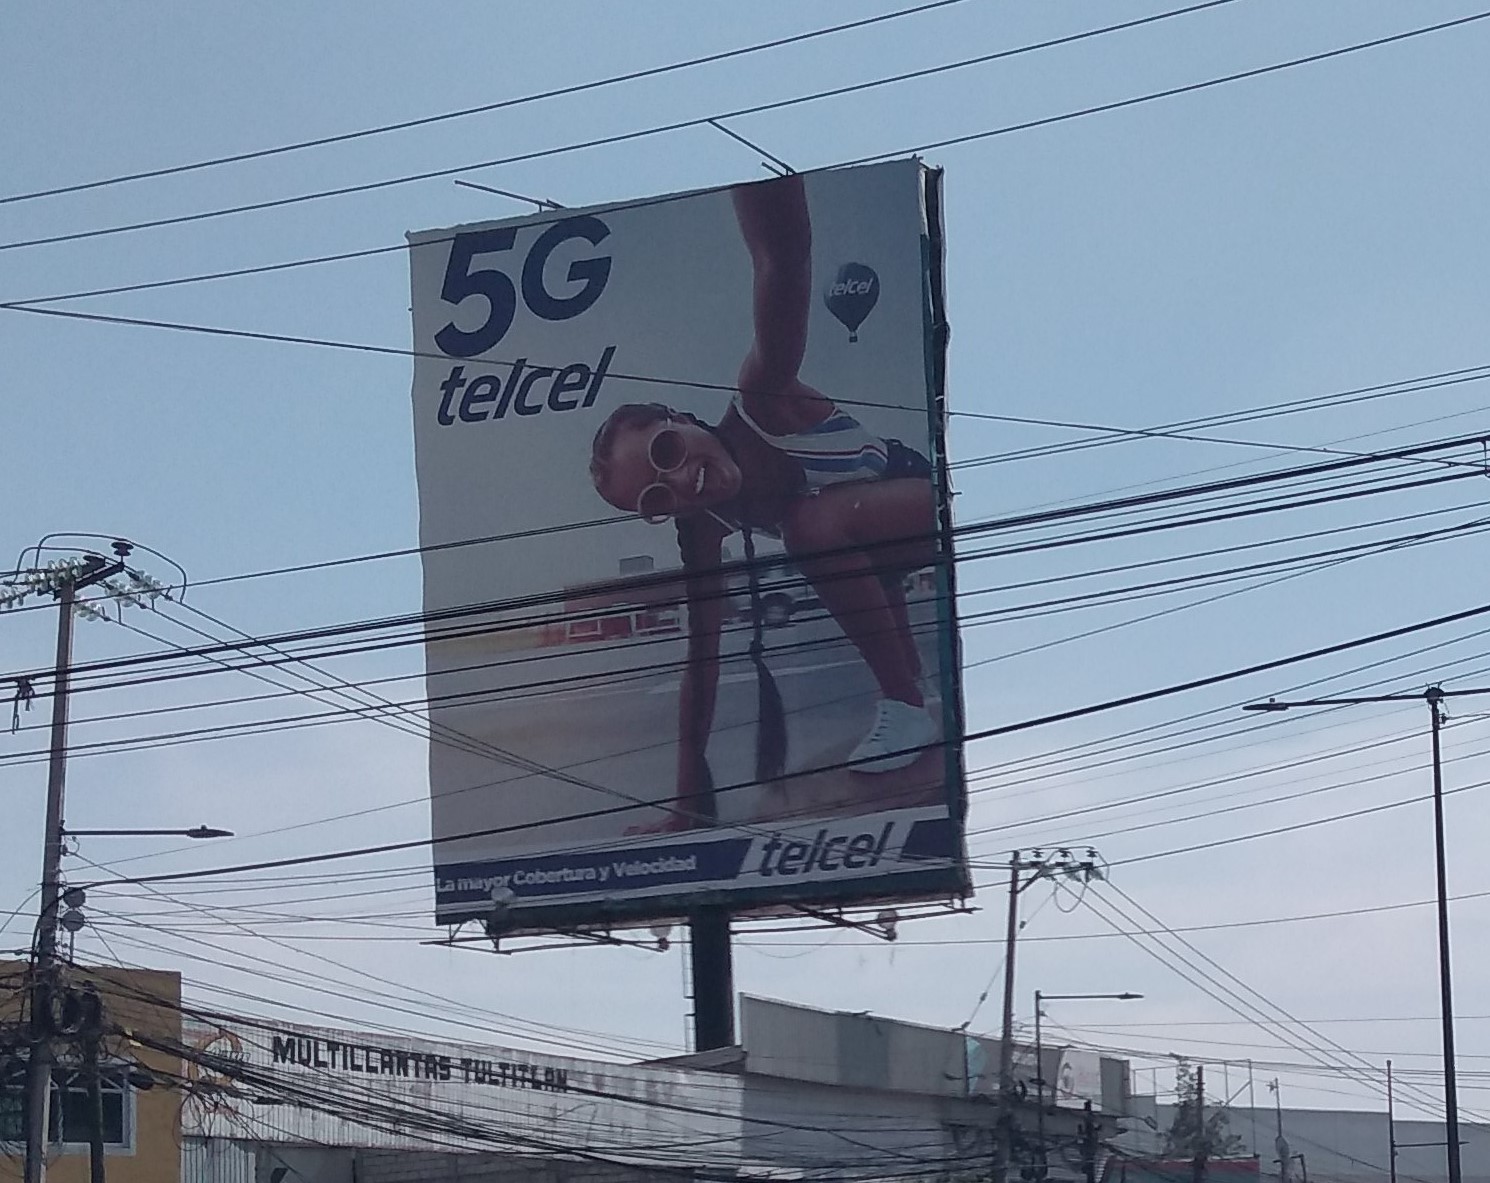 5G
telcel
telcel
La mayor Cobertura y Velocidad
telcel
MULTILLANTAS TULTITLAN